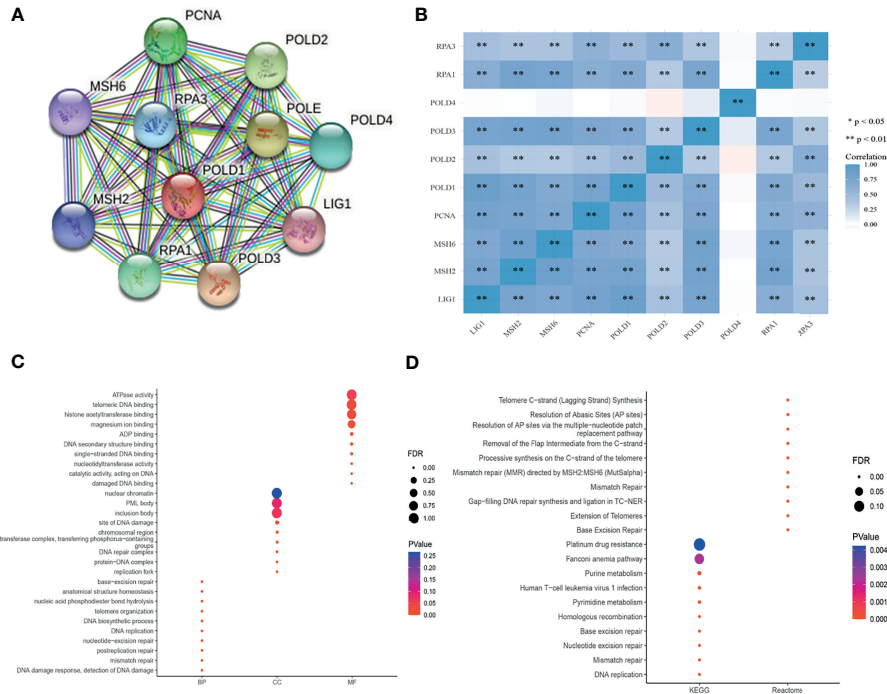 A
PCNA
POLD2
MSH6
RPA3
POLE
POLD4
POLD1
MSH2
LIG1
RPA1
POLD3
B
RPA3 ** ** ** ** ** ** ** ** **
RPA1 ** ** ** ** ** ** ** ** **
POLD4 **
POLD3 ** ** ** ** ** ** ** ** **
POLD2 ** ** ** ** ** ** ** ** **
POLD1 ** ** ** ** ** ** ** ** **
PCNA ** ** ** ** ** ** ** ** **
MSH6 ** ** ** ** ** ** ** ** **
MSH2 ** ** ** ** ** ** ** ** **
LIG1 ** ** ** ** ** ** ** ** **
LIG1 MSH2 MSH6 PCNA POLD1 POLD2 POLD3 POLD4 RPA1 RPA3
* p < 0.05
** p < 0.01
Correlation
1.00
0.75
0.50
0.25
0.00
C
ATPase activity
telomeric DNA binding
histone acetyltransferase binding
magnesium ion binding
ADP binding
DNA secondary structure binding
single-stranded DNA binding
nucleotidyltransferase activity
catalytic activity, acting on DNA
damaged DNA binding
nuclear chromatin
PML body
inclusion body
site of DNA damage
chromosomal region
transferase complex, transferring phosphorus-containing
groups
DNA repair complex
protein-DNA complex
replication fork
base-excision repair
anatomical structure homeostasis
nucleic acid phosphodiester bond hydrolysis
telomere organization
DNA biosynthetic process
DNA replication
nucleotide-excision repair
postreplication repair
mismatch repair
DNA damage response, detection of DNA damage
BP CC MF
FDR
0.00
0.25
0.50
0.75
1.00
PValue
0.25
0.20
0.15
0.10
0.05
0.00
D
Telomere C-strand (Lagging Strand) Synthesis
Resolution of Abasic Sites (AP sites)
Resolution of AP sites via the multiple-nucleotide patch
replacement pathway
Removal of the Flap Intermediate from the C-strand
Processive synthesis on the C-strand of the telomere
Mismatch repair (MMR) directed by MSH2:MSH6 (MutSalpha)
Mismatch Repair
Gap-filling DNA repair synthesis and ligation in TC-NER
Extension of Telomeres
Base Excision Repair
Platinum drug resistance
Fanconi anemia pathway
Purine metabolism
Human T-cell leukemia virus 1 infection
Pyrimidine metabolism
Homologous recombination
Base excision repair
Nucleotide excision repair
Mismatch repair
DNA replication
KEGG Reactome
FDR
0.00
0.05
0.10
PValue
0.004
0.003
0.002
0.001
0.000